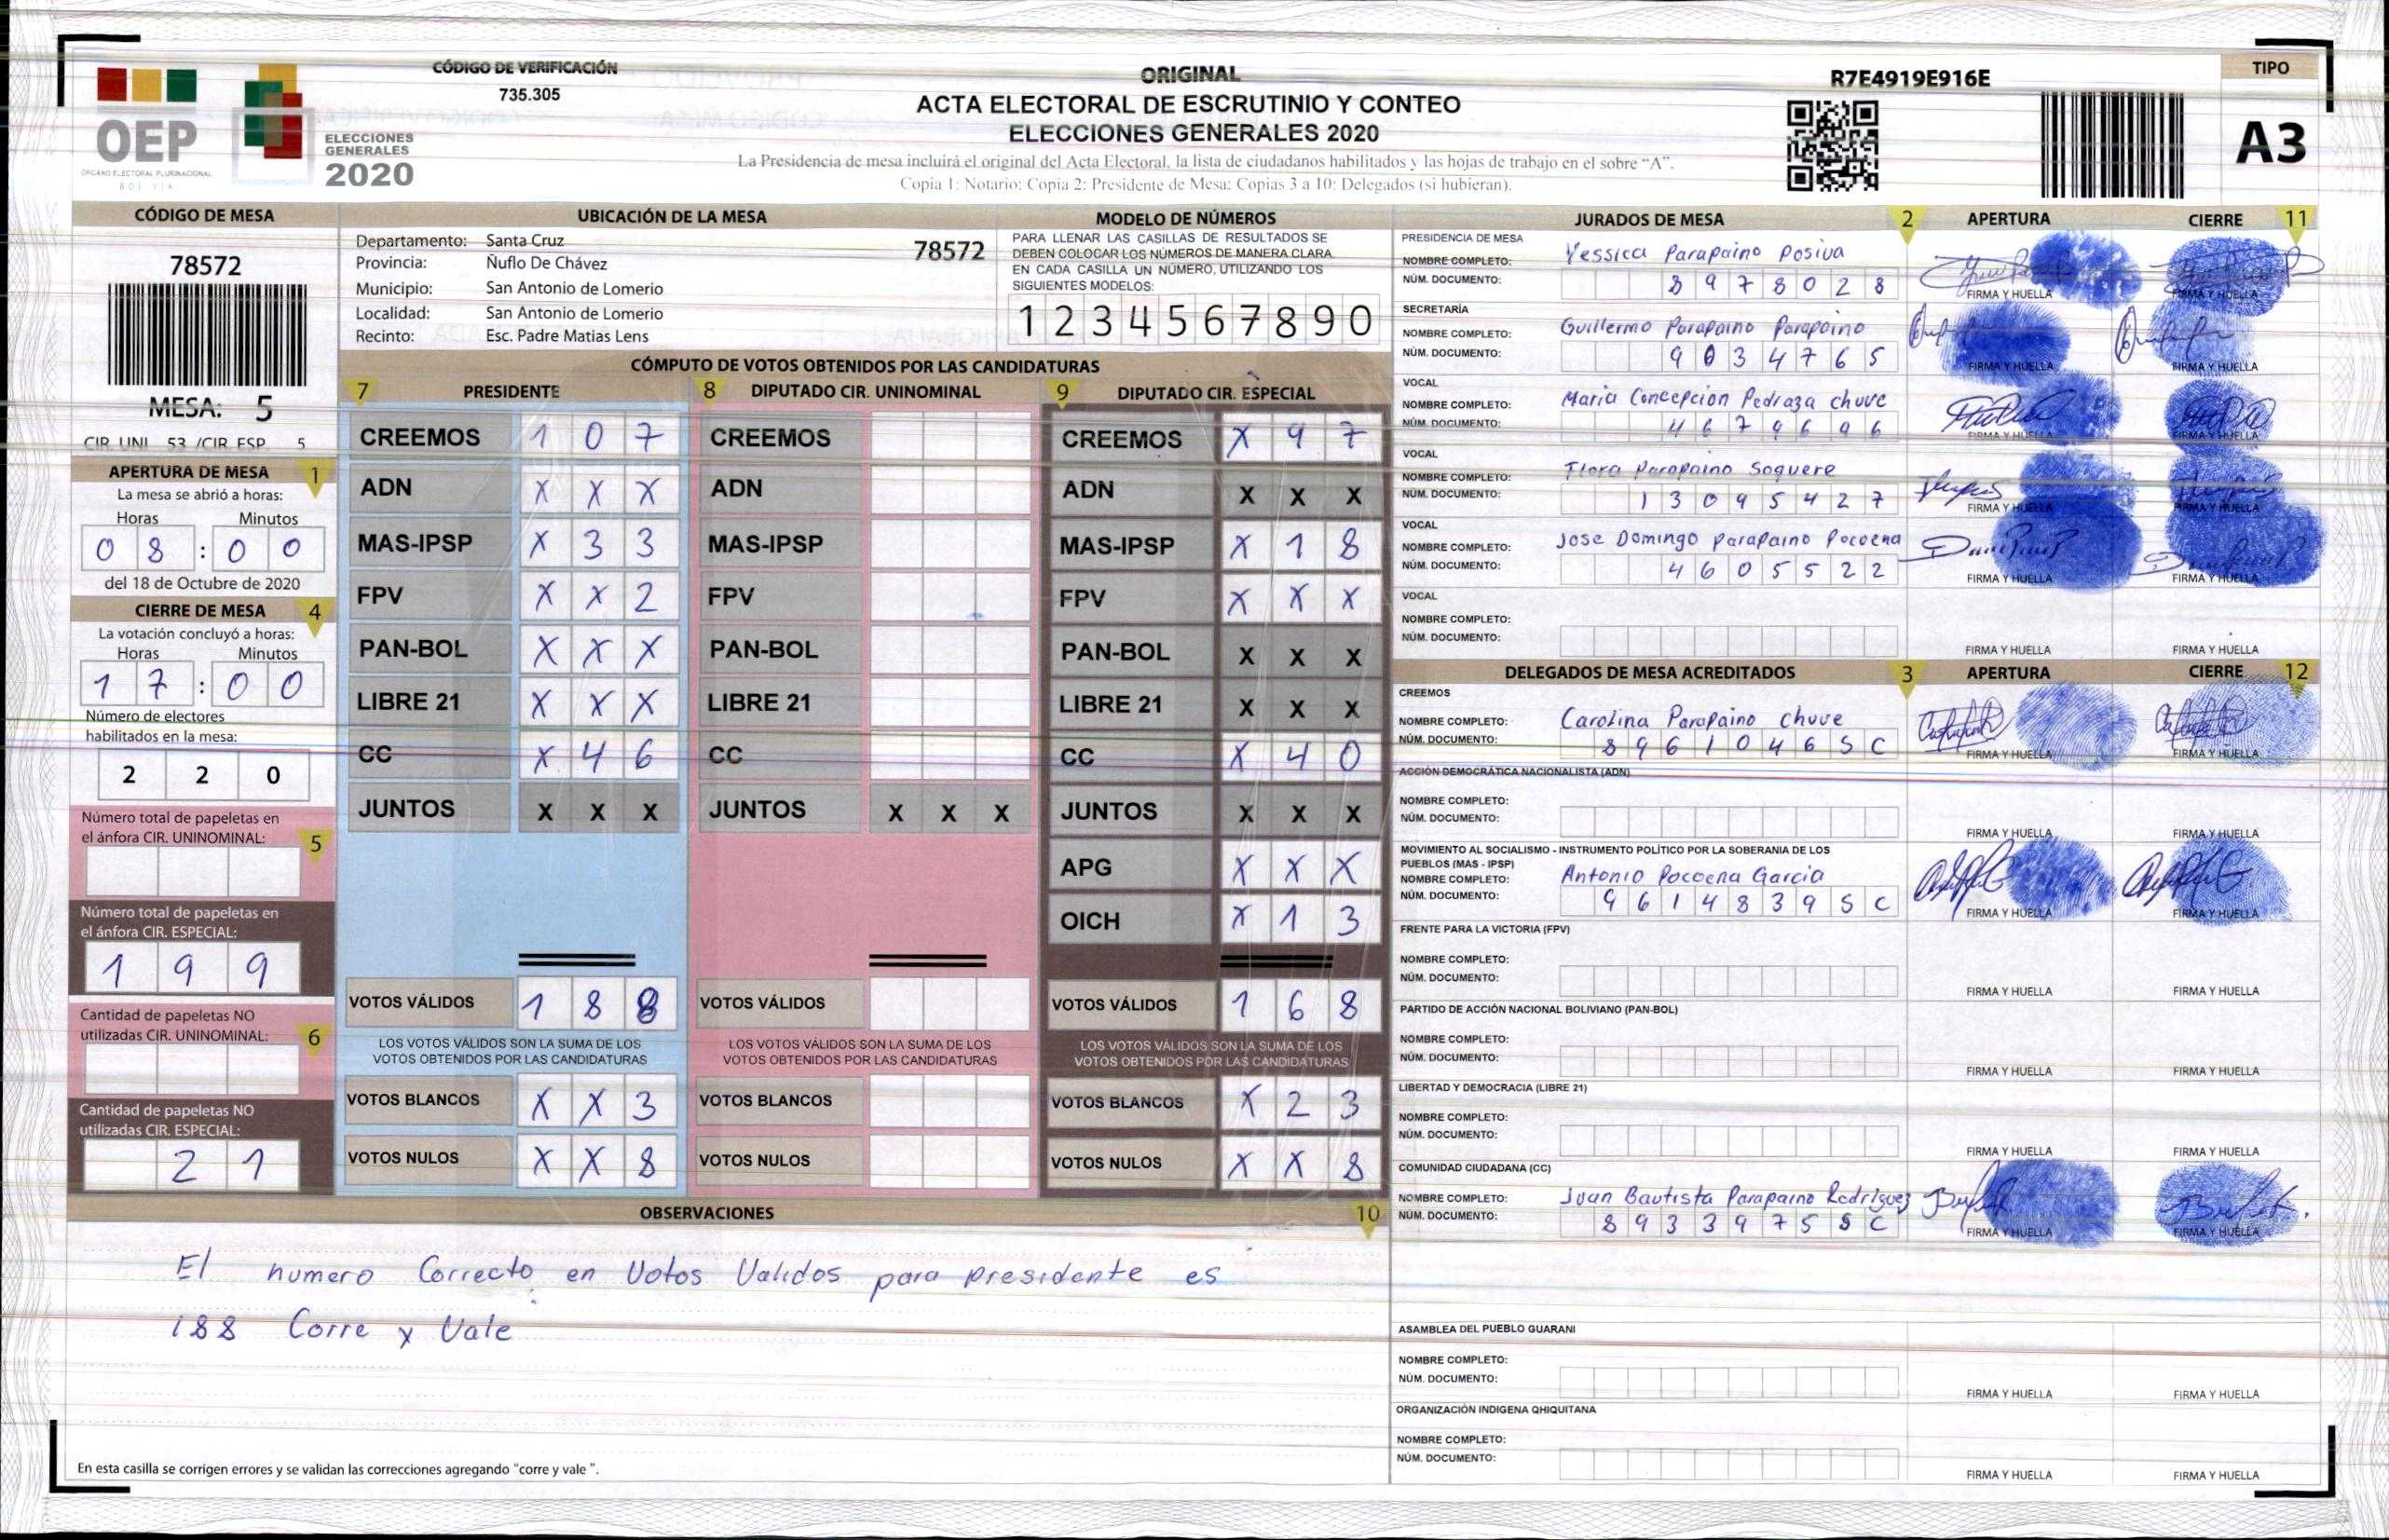 CÓDIGO DE VERIFICACIÓN
735.305
OEP
ÓRGANO ELECTORAL PLURINACIONAL
BOLIVIA
ELECCIONES
GENERALES
2020
ORIGINAL
ACTA ELECTORAL DE ESCRUTINIO Y CONTEO
ELECCIONES GENERALES 2020
La Presidencia de mesa incluirá el original del Acta Electoral, la lista de ciudadanos habilitados y las hojas de trabajo en el sobre “A”.
Copia 1: Notario; Copia 2: Presidente de Mesa; Copias 3 a 10: Delegados (si hubieran).
R7E4919E916E
TIPO
A3
CÓDIGO DE MESA
78572
MESA: 5
CIR. UNI. 53 /CIR. ESP. 5
UBICACIÓN DE LA MESA
Departamento: Santa Cruz
78572
Provincia: Ñuflo De Chávez
Municipio: San Antonio de Lomerio
Localidad: San Antonio de Lomerio
Recinto: Esc. Padre Matias Lens
MODELO DE NÚMEROS
PARA LLENAR LAS CASILLAS DE RESULTADOS SE
DEBEN COLOCAR LOS NÚMEROS DE MANERA CLARA.
EN CADA CASILLA UN NÚMERO, UTILIZANDO LOS
SIGUIENTES MODELOS:
1 2 3 4 5 6 7 8 9 0
APERTURA DE MESA 1
La mesa se abrió a horas:
Horas Minutos
0 8 : 0 0
del 18 de Octubre de 2020
CIERRE DE MESA 4
La votación concluyó a horas:
Horas Minutos
1 7 : 0 0
Número de electores
habilitados en la mesa:
2 2 0
Número total de papeletas en
el ánfora CIR. UNINOMINAL: 5
Número total de papeletas en
el ánfora CIR. ESPECIAL:
1 9 9
Cantidad de papeletas NO
utilizadas CIR. UNINOMINAL: 6
Cantidad de papeletas NO
utilizadas CIR. ESPECIAL:
2 1
CÓMPUTO DE VOTOS OBTENIDOS POR LAS CANDIDATURAS
7 PRESIDENTE
CREEMOS 1 0 7
ADN X X X
MAS-IPSP X 3 3
FPV X X 2
PAN-BOL X X X
LIBRE 21 X X X
CC X 4 6
JUNTOS X X X
VOTOS VÁLIDOS 1 8 8
LOS VOTOS VÁLIDOS SON LA SUMA DE LOS
VOTOS OBTENIDOS POR LAS CANDIDATURAS
VOTOS BLANCOS X X 3
VOTOS NULOS X X 8
8 DIPUTADO CIR. UNINOMINAL
CREEMOS
ADN
MAS-IPSP
FPV
PAN-BOL
LIBRE 21
CC
JUNTOS X X X
VOTOS VÁLIDOS
LOS VOTOS VÁLIDOS SON LA SUMA DE LOS
VOTOS OBTENIDOS POR LAS CANDIDATURAS
VOTOS BLANCOS
VOTOS NULOS
9 DIPUTADO CIR. ESPECIAL
CREEMOS X 9 7
ADN X X X
MAS-IPSP X 1 8
FPV X X X
PAN-BOL X X X
LIBRE 21 X X X
CC X 4 0
JUNTOS X X X
APG X X X
OICH X 1 3
VOTOS VÁLIDOS 1 6 8
LOS VOTOS VÁLIDOS SON LA SUMA DE LOS
VOTOS OBTENIDOS POR LAS CANDIDATURAS
VOTOS BLANCOS X 2 3
VOTOS NULOS X X 8
OBSERVACIONES 10
El numero Correcto en Votos Validos para presidente es
188 Corre y Vale
En esta casilla se corrigen errores y se validan las correcciones agregando “corre y vale ”.
JURADOS DE MESA 2 APERTURA CIERRE 11
PRESIDENCIA DE MESA
NOMBRE COMPLETO: Yessica Parapaino Posiva
NÚM. DOCUMENTO: 8 9 7 8 0 2 8
FIRMA Y HUELLA FIRMA Y HUELLA
SECRETARÍA
NOMBRE COMPLETO: Guillermo Parapaino Parapaino
NÚM. DOCUMENTO: 9 0 3 4 7 6 5
FIRMA Y HUELLA FIRMA Y HUELLA
VOCAL
NOMBRE COMPLETO: Maria Concepcion Pedraza chuve
NÚM. DOCUMENTO: 4 6 7 9 6 9 6
FIRMA Y HUELLA FIRMA Y HUELLA
VOCAL
NOMBRE COMPLETO: Flora Parapaino Soquere
NÚM. DOCUMENTO: 1 3 0 9 5 4 2 7
FIRMA Y HUELLA FIRMA Y HUELLA
VOCAL
NOMBRE COMPLETO: Jose Domingo parapaino Pocoena
NÚM. DOCUMENTO: 4 6 0 5 5 2 2
FIRMA Y HUELLA FIRMA Y HUELLA
VOCAL
NOMBRE COMPLETO:
NÚM. DOCUMENTO:
FIRMA Y HUELLA FIRMA Y HUELLA
DELEGADOS DE MESA ACREDITADOS 3 APERTURA CIERRE 12
CREEMOS
NOMBRE COMPLETO: Carolina Parapaino chuve
NÚM. DOCUMENTO: 8 9 6 1 0 4 6 S C
FIRMA Y HUELLA FIRMA Y HUELLA
ACCIÓN DEMOCRÁTICA NACIONALISTA (ADN)
NOMBRE COMPLETO:
NÚM. DOCUMENTO:
FIRMA Y HUELLA FIRMA Y HUELLA
MOVIMIENTO AL SOCIALISMO - INSTRUMENTO POLÍTICO POR LA SOBERANIA DE LOS
PUEBLOS (MAS - IPSP)
NOMBRE COMPLETO: Antonio Pocoena Garcia
NÚM. DOCUMENTO: 9 6 1 4 8 3 9 S C
FIRMA Y HUELLA FIRMA Y HUELLA
FRENTE PARA LA VICTORIA (FPV)
NOMBRE COMPLETO:
NÚM. DOCUMENTO:
FIRMA Y HUELLA FIRMA Y HUELLA
PARTIDO DE ACCIÓN NACIONAL BOLIVIANO (PAN-BOL)
NOMBRE COMPLETO:
NÚM. DOCUMENTO:
FIRMA Y HUELLA FIRMA Y HUELLA
LIBERTAD Y DEMOCRACIA (LIBRE 21)
NOMBRE COMPLETO:
NÚM. DOCUMENTO:
FIRMA Y HUELLA FIRMA Y HUELLA
COMUNIDAD CIUDADANA (CC)
NOMBRE COMPLETO: Juan Bautista Parapaino Rodriguez
NÚM. DOCUMENTO: 8 9 3 3 9 7 5 S C
FIRMA Y HUELLA FIRMA Y HUELLA
ASAMBLEA DEL PUEBLO GUARANI
NOMBRE COMPLETO:
NÚM. DOCUMENTO:
FIRMA Y HUELLA FIRMA Y HUELLA
ORGANIZACIÓN INDIGENA QHIQUITANA
NOMBRE COMPLETO:
NÚM. DOCUMENTO:
FIRMA Y HUELLA FIRMA Y HUELLA